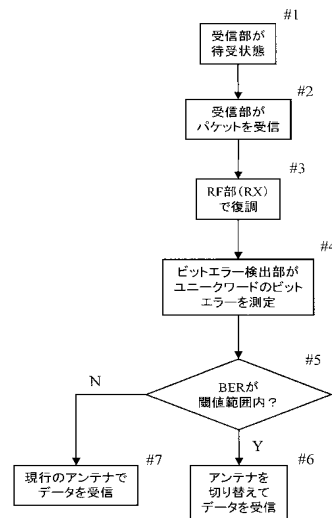 #1
受信部が
待受状態
#2
受信部が
パケットを受信
#3
RF部(RX)
で復調
#4
ビットエラー検出部が
ユニークワードのビット
エラーを測定
#5
BERが
閾値範囲内?
N
Y
#7
現行のアンテナで
データを受信
#6
アンテナを
切り替えて
データを受信